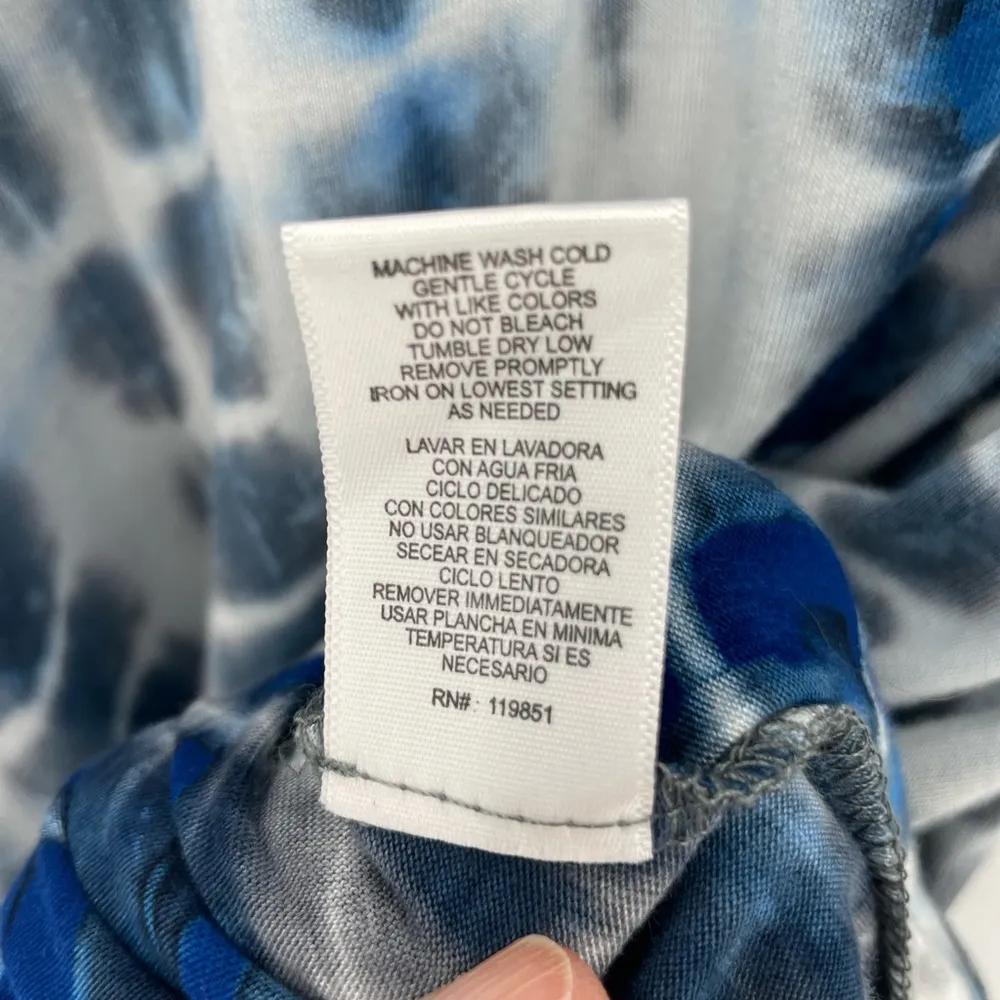 MACHINE WASH COLD
GENTLE CYCLE
WITH LIKE COLORS
DO NOT BLEACH
TUMBLE DRY LOW
REMOVE PROMPTLY
IRON ON LOWEST SETTING
AS NEEDED
LAVAR EN LAVADORA
CON AGUA FRIA
CICLO DELICADO
CON COLORES SIMILARES
NO USAR BLANQUEADOR
SECEAR EN SECADORA
CICLO LENTO
REMOVER IMMEDIATAMENTE
USAR PLANCHA EN MINIMA
TEMPERATURA SI ES
NECESARIO
RN#: 119851